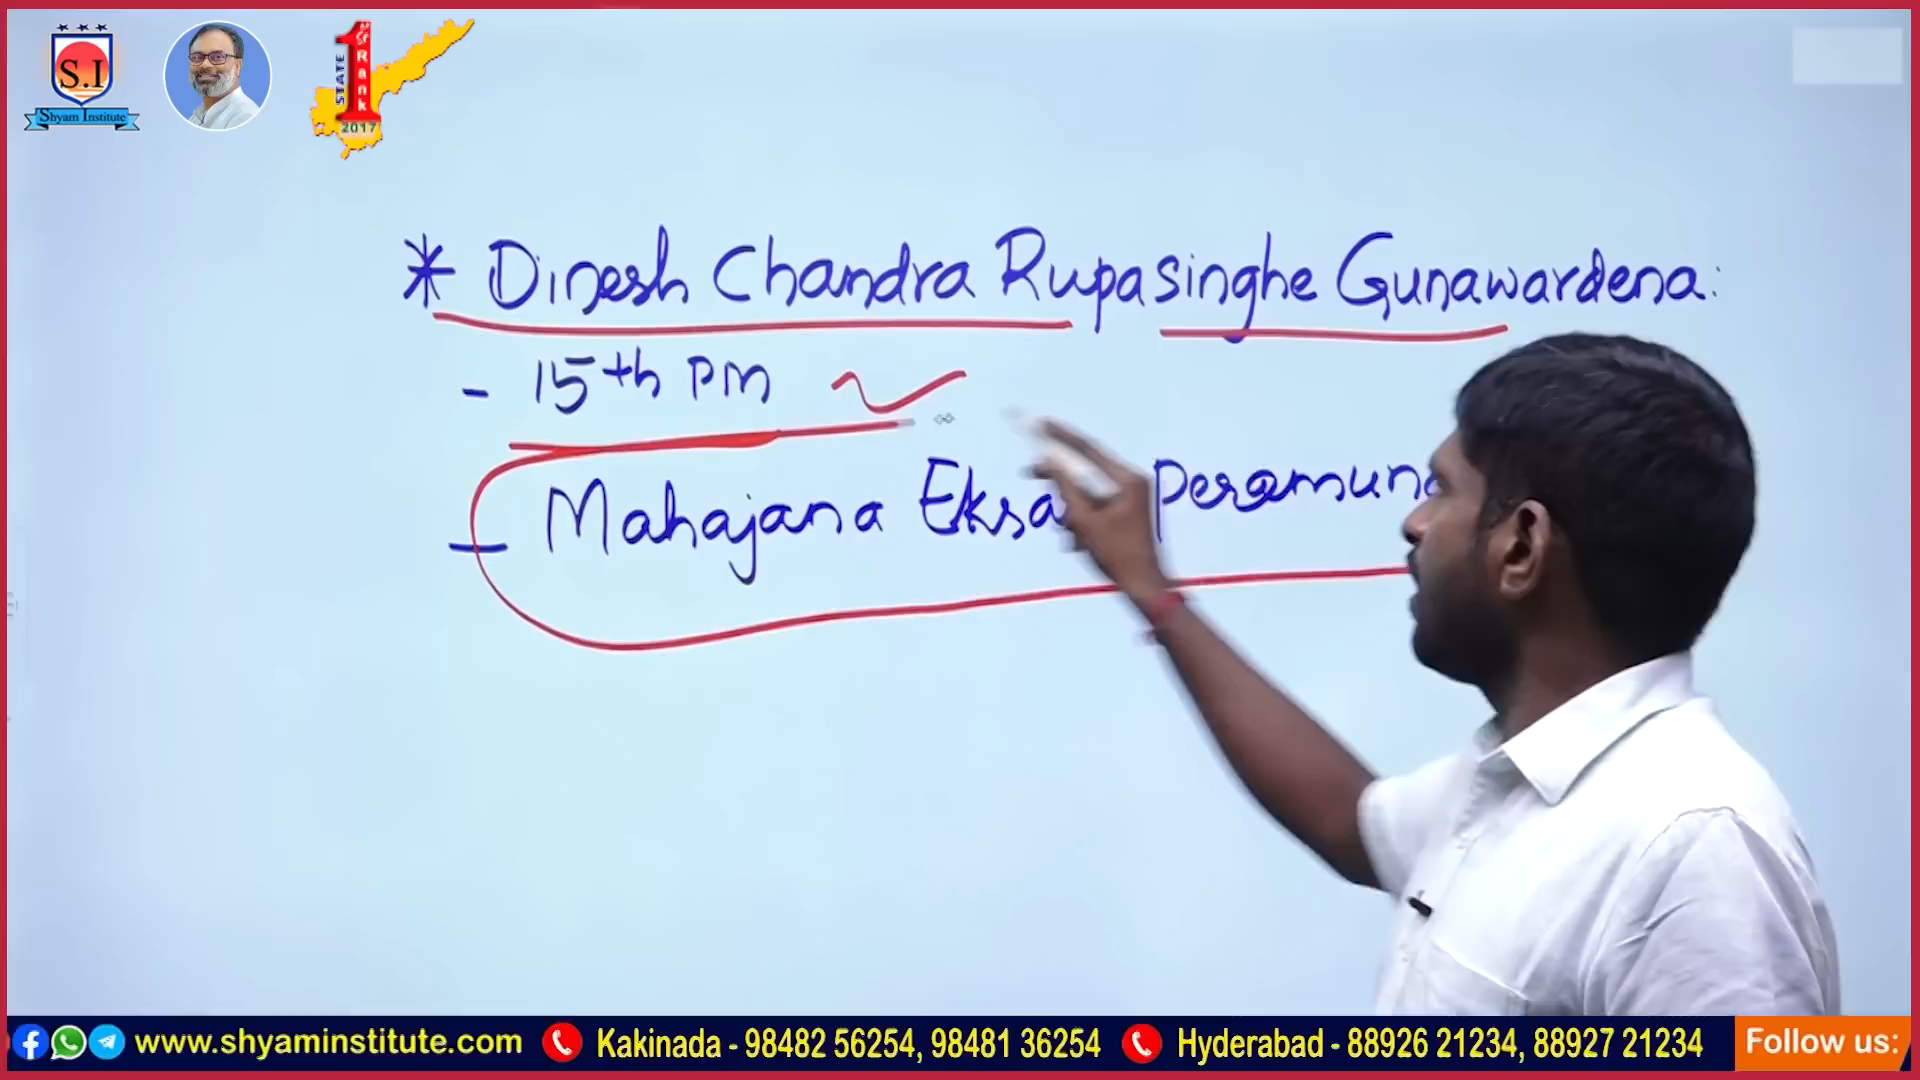 S.I
Shyam Institute
STATE
1st Rank
2017
* Dinesh Chandra Rupasinghe Gunawardena:
- 15th PM
- Mahajana Eksa Peramuna
www.shyaminstitute.com Kakinada - 98482 56254, 98481 36254 Hyderabad - 88926 21234, 88927 21234 Follow us: